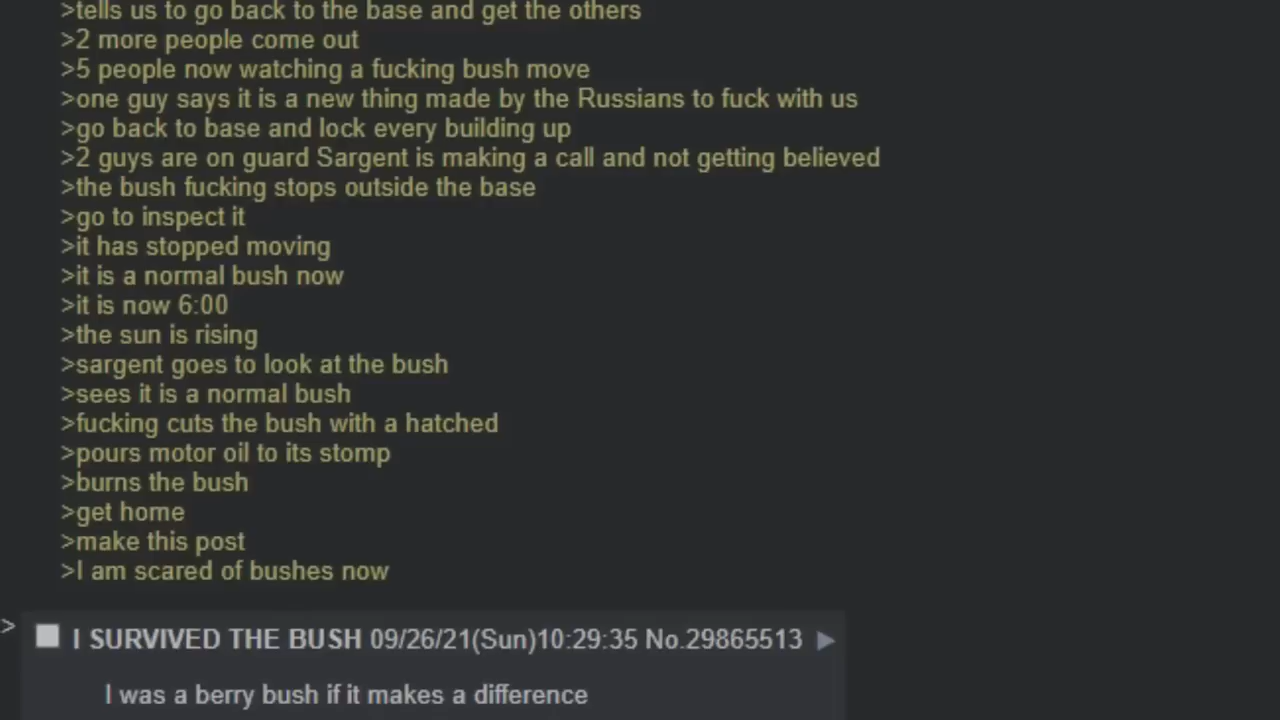 >tells us to go back to the base and get the others
>2 more people come out
>5 people now watching a fucking bush move
>one guy says it is a new thing made by the Russians to fuck with us
>go back to base and lock every building up
>2 guys are on guard Sargent is making a call and not getting believed
>the bush fucking stops outside the base
>go to inspect it
>it has stopped moving
>it is a normal bush now
>it is now 6:00
>the sun is rising
>sargent goes to look at the bush
>sees it is a normal bush
>fucking cuts the bush with a hatched
>pours motor oil to its stomp
>burns the bush
>get home
>make this post
>I am scared of bushes now
> I SURVIVED THE BUSH 09/26/21(Sun)10:29:35 No.29865513 ▶
I was a berry bush if it makes a difference